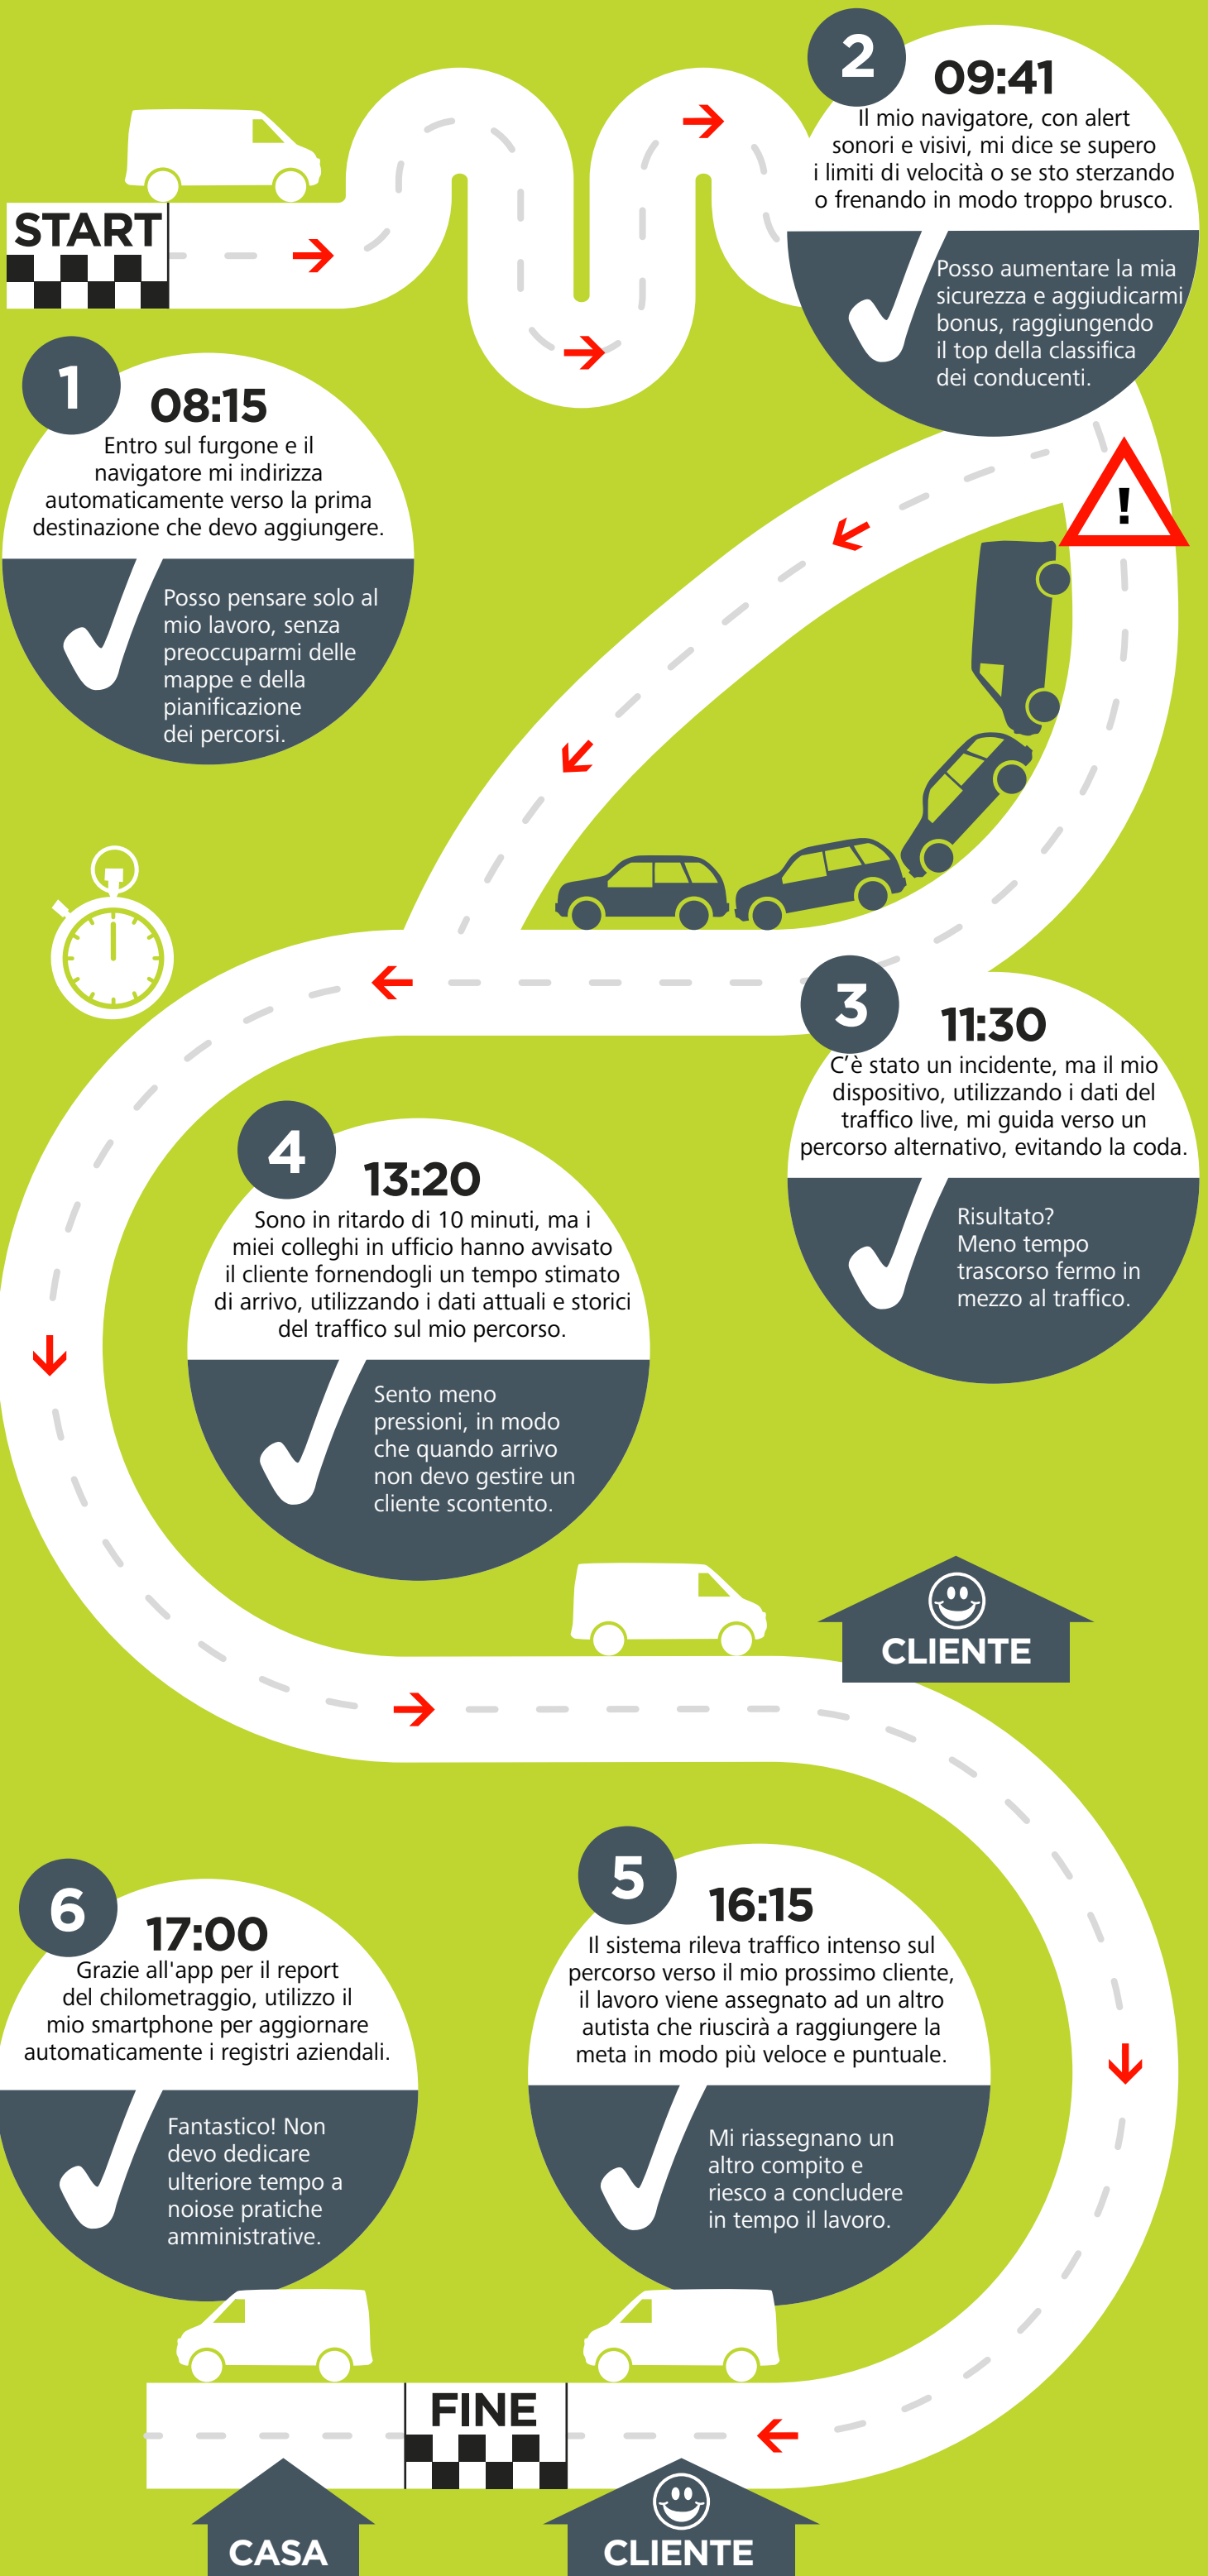 START
1
08:15
Entro sul furgone e il
navigatore mi indirizza
automaticamente verso la prima
destinazione che devo aggiungere.
Posso pensare solo al
mio lavoro, senza
preoccuparmi delle
mappe e della
pianificazione
dei percorsi.
2
09:41
Il mio navigatore, con alert
sonori e visivi, mi dice se supero
i limiti di velocità o se sto sterzando
o frenando in modo troppo brusco.
Posso aumentare la mia
sicurezza e aggiudicarmi
bonus, raggiungendo
il top della classifica
dei conducenti.
!
3
11:30
C'è stato un incidente, ma il mio
dispositivo, utilizzando i dati del
traffico live, mi guida verso un
percorso alternativo, evitando la coda.
Risultato?
Meno tempo
trascorso fermo in
mezzo al traffico.
4
13:20
Sono in ritardo di 10 minuti, ma i
miei colleghi in ufficio hanno avvisato
il cliente fornendogli un tempo stimato
di arrivo, utilizzando i dati attuali e storici
del traffico sul mio percorso.
Sento meno
pressioni, in modo
che quando arrivo
non devo gestire un
cliente scontento.
CLIENTE
5
16:15
Il sistema rileva traffico intenso sul
percorso verso il mio prossimo cliente,
il lavoro viene assegnato ad un altro
autista che riuscirà a raggiungere la
meta in modo più veloce e puntuale.
Mi riassegnano un
altro compito e
riesco a concludere
in tempo il lavoro.
6
17:00
Grazie all'app per il report
del chilometraggio, utilizzo il
mio smartphone per aggiornare
automaticamente i registri aziendali.
Fantastico! Non
devo dedicare
ulteriore tempo a
noiose pratiche
amministrative.
FINE
CASA
CLIENTE